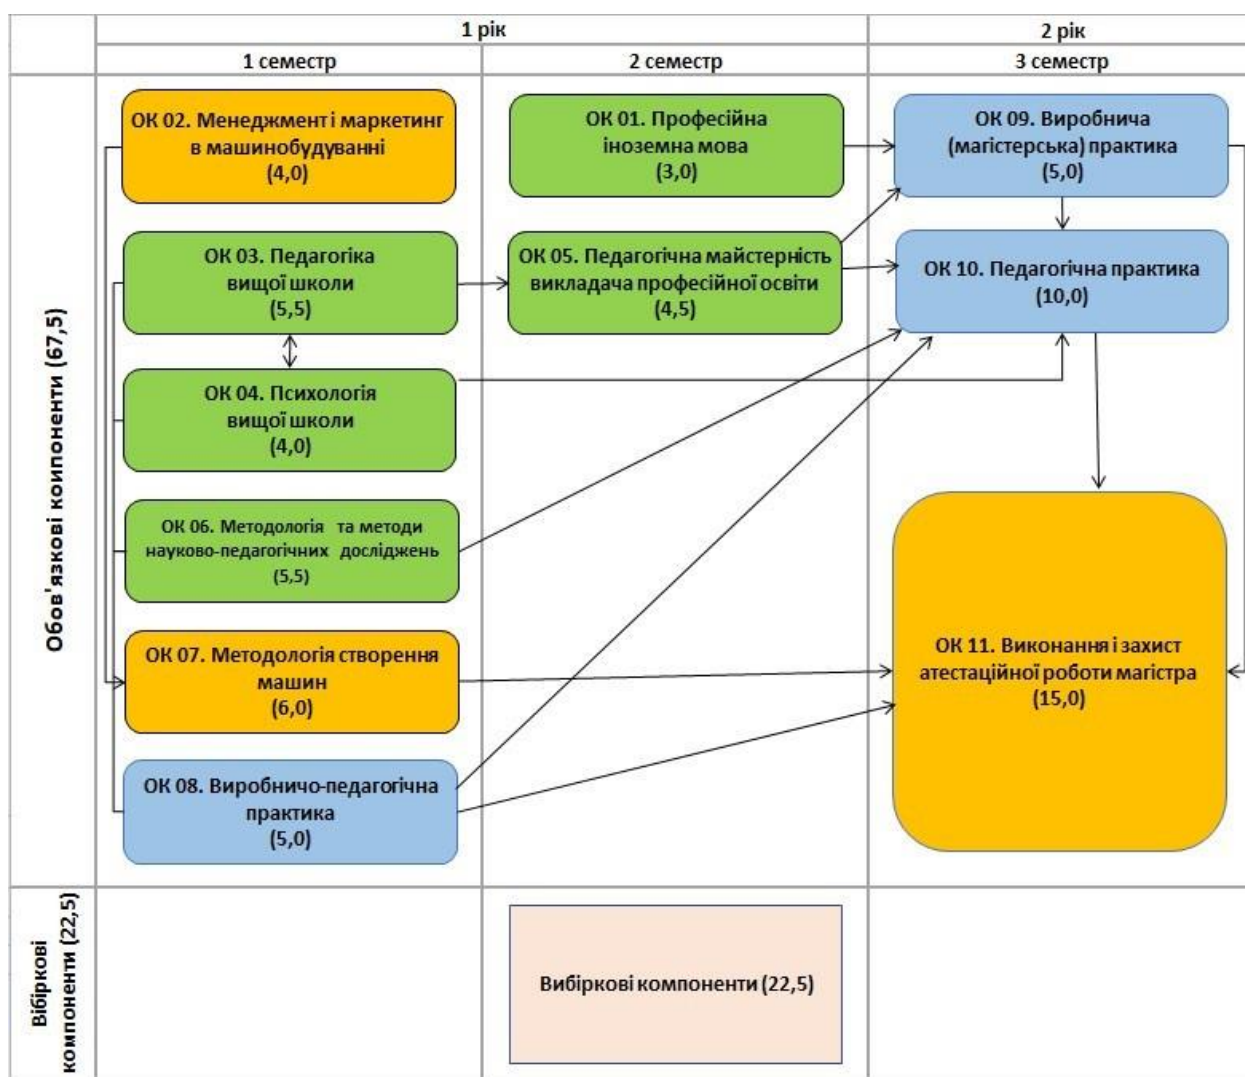 1 рік
2 рік
1 семестр
2 семестр
3 семестр
Обов'язкові коипоненти (67,5)
ОК 02. Менеджмент і маркетинг
в машинобудуванні
(4,0)
ОК 01. Професійна
іноземна мова
(3,0)
ОК 09. Виробнича
(магістерська) практика
(5,0)
ОК 03. Педагогіка
вищої школи
(5,5)
ОК 05. Педагогічна майстерність
викладача професійної освіти
(4,5)
ОК 10. Педагогічна практика
(10,0)
ОК 04. Психологія
вищої школи
(4,0)
ОК 06. Методологія та методи
науково-педагогічних досліджень
(5,5)
ОК 07. Методологія створення
машин
(6,0)
ОК 11. Виконання і захист
атестаційної роботи магістра
(15,0)
ОК 08. Виробничо-педагогічна
практика
(5,0)
Вібіркові
компоненти (22,5)
Вибіркові компоненти (22,5)